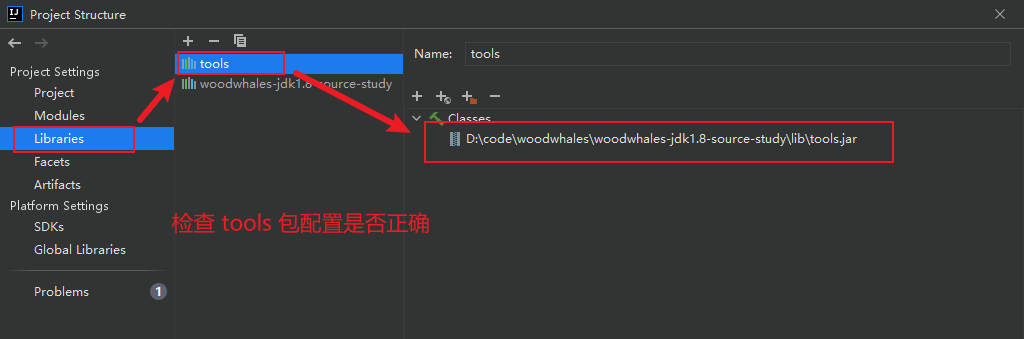 Project Structure
Project Settings
Project
Modules
Libraries
Facets
Artifacts
Platform Settings
SDKs
Global Libraries
Problems
1
tools
woodwhales-jdk1.8-source-study
Name:
tools
Classes
D:\code\woodwhales\woodwhales-jdk1.8-source-study\lib\tools.jar
检查 tools 包配置是否正确